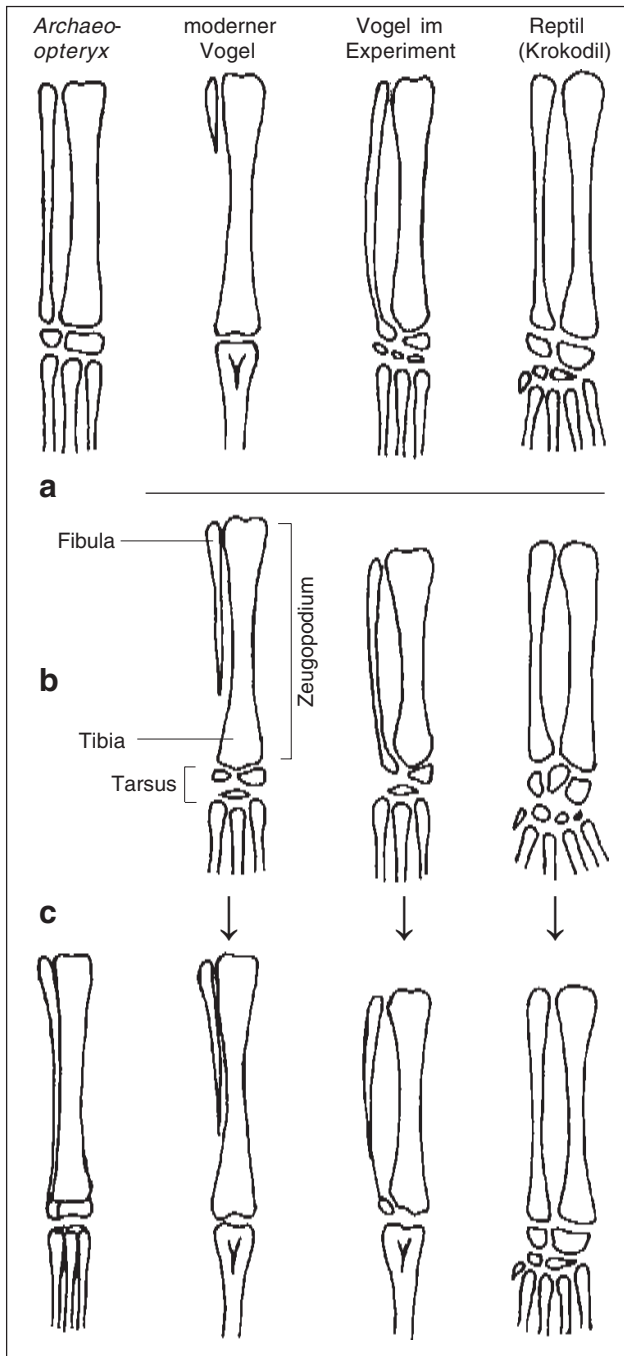 Archaeo-
opteryx
moderner
Vogel
Vogel im
Experiment
Reptil
(Krokodil)
a
Fibula
Zeugopodium
b
Tibia
Tarsus
c